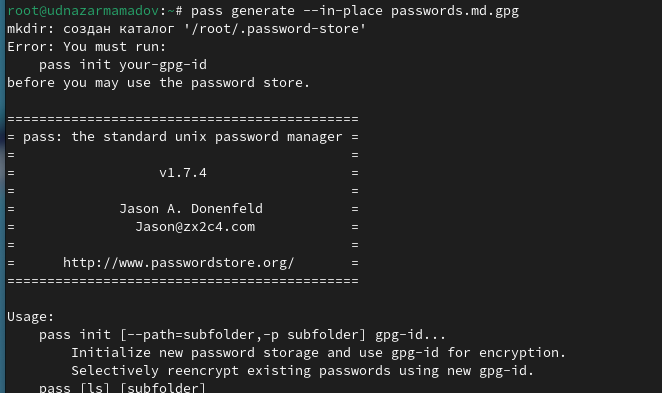 root@udnazarmamadov:~# pass generate --in-place passwords.md.gpg
mkdir: создан каталог '/root/.password-store'
Error: You must run:
    pass init your-gpg-id
before you may use the password store.

============================================
= pass: the standard unix password manager =
=                                          =
=                  v1.7.4                  =
=                                          =
=             Jason A. Donenfeld           =
=               Jason@zx2c4.com            =
=                                          =
=      http://www.passwordstore.org/       =
============================================

Usage:
    pass init [--path=subfolder,-p subfolder] gpg-id...
        Initialize new password storage and use gpg-id for encryption.
        Selectively reencrypt existing passwords using new gpg-id.
    pass [ls] [subfolder]